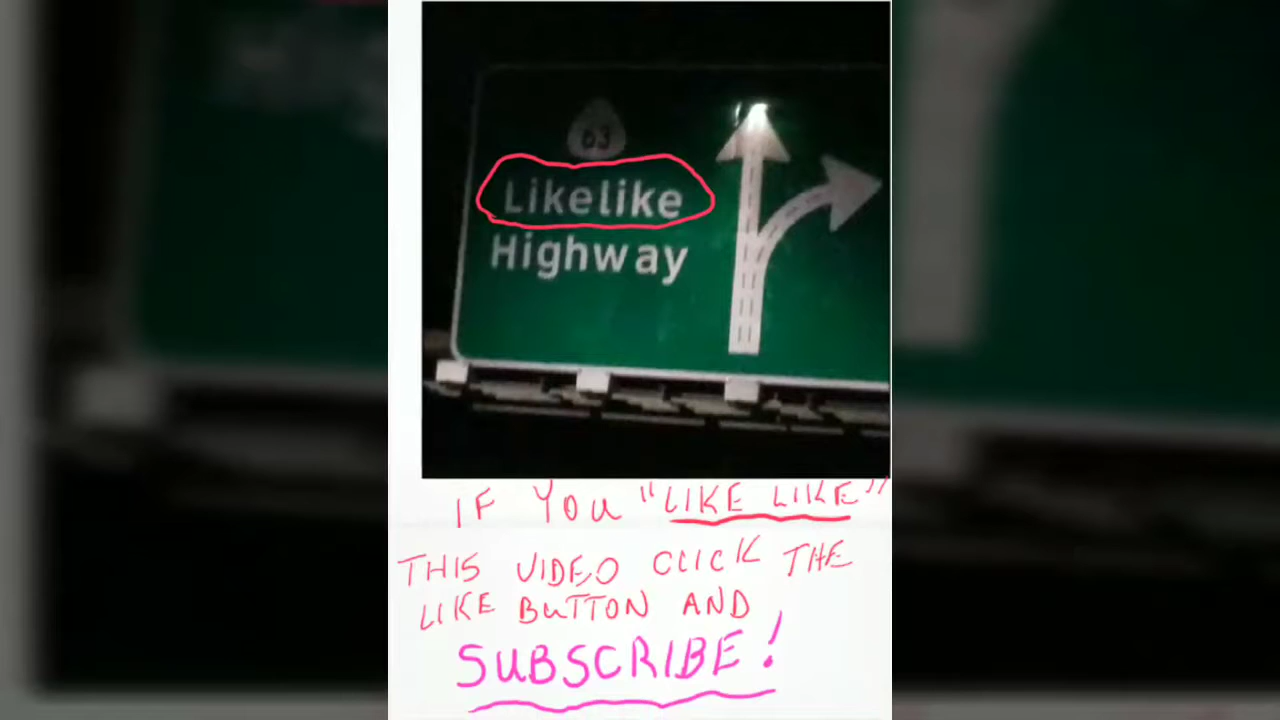 63
Likelike
Highway
IF YOU "LIKE LIKE"
THIS VIDEO CLICK THE
LIKE BUTTON AND
SUBSCRIBE!